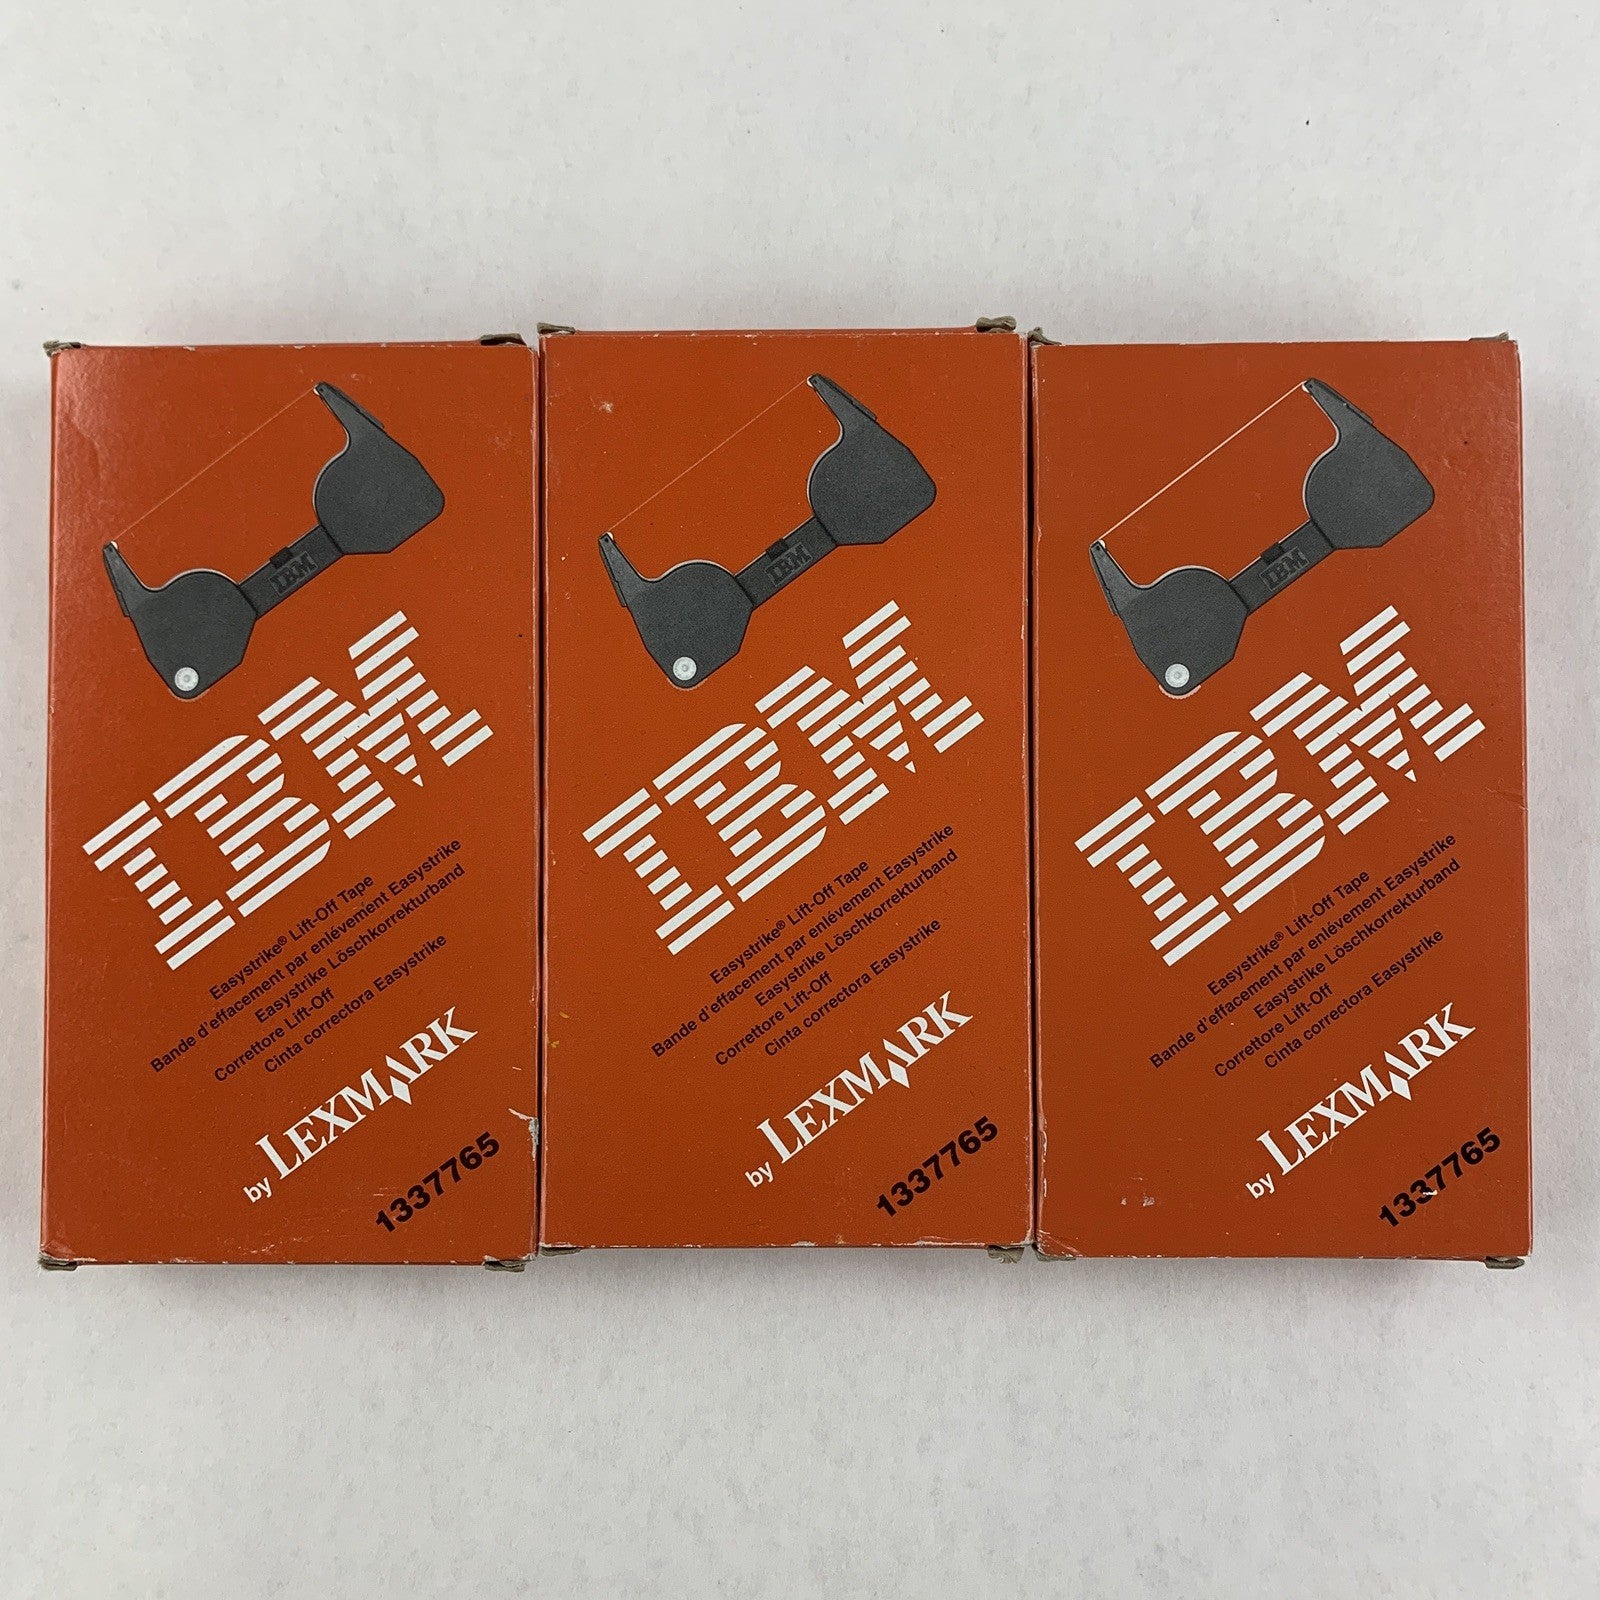 IBM
IBM
Easystrike® Lift-Off Tape
Bande d'effacement par enlévement Easystrike
Easystrike Löschkorrekturband
Correttore Lift-Off
Cinta correctora Easystrike
by LEXMARK
1337765
IBM
IBM
Easystrike® Lift-Off Tape
Bande d'effacement par enlévement Easystrike
Easystrike Löschkorrekturband
Correttore Lift-Off
Cinta correctora Easystrike
by LEXMARK
1337765
IBM
IBM
Easystrike® Lift-Off Tape
Bande d'effacement par enlévement Easystrike
Easystrike Löschkorrekturband
Correttore Lift-Off
Cinta correctora Easystrike
by LEXMARK
1337765